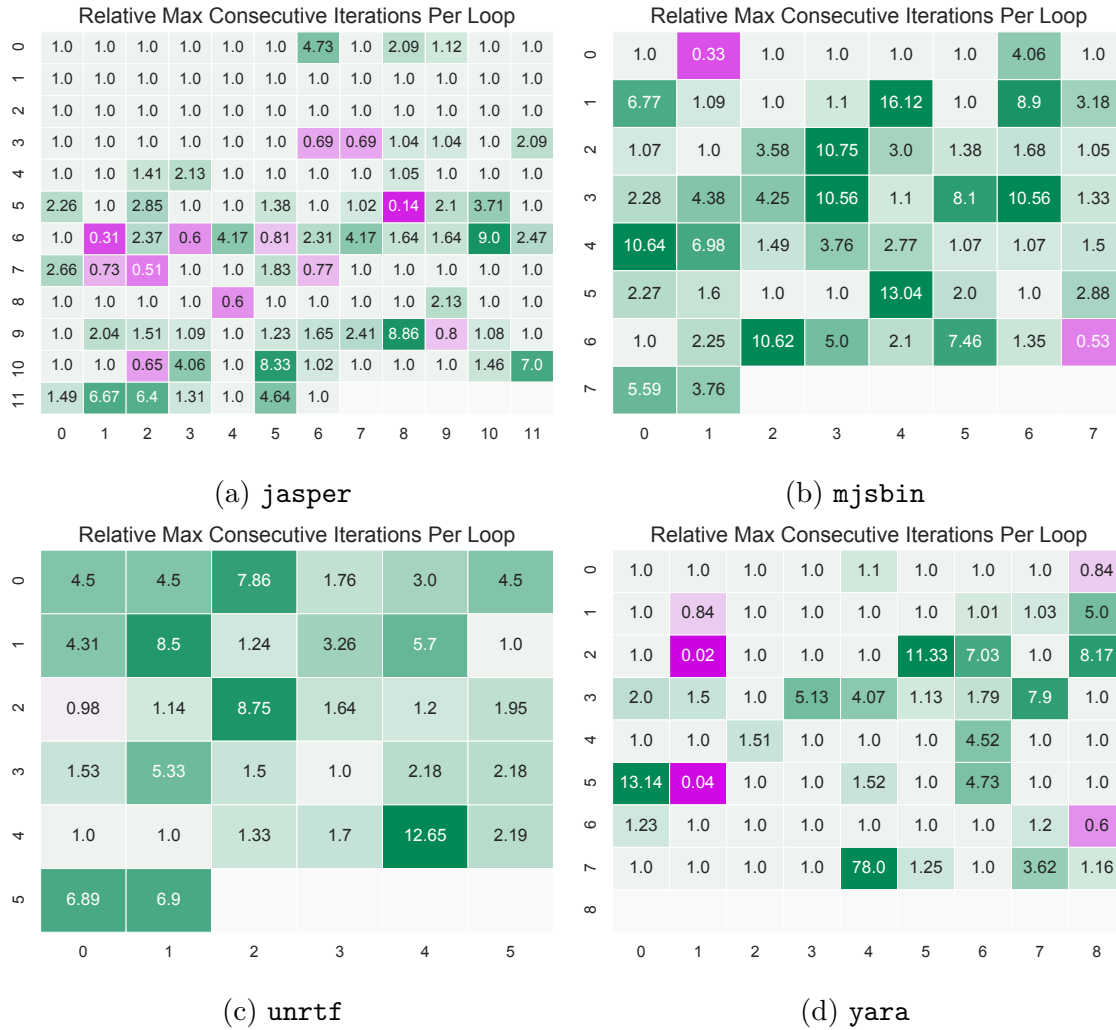 Relative Max Consecutive Iterations Per Loop
0 1.0 1.0 1.0 1.0 1.0 1.0 4.73 1.0 2.09 1.12 1.0 1.0
1 1.0 1.0 1.0 1.0 1.0 1.0 1.0 1.0 1.0 1.0 1.0 1.0
2 1.0 1.0 1.0 1.0 1.0 1.0 1.0 1.0 1.0 1.0 1.0 1.0
3 1.0 1.0 1.0 1.0 1.0 1.0 0.69 0.69 1.04 1.04 1.0 2.09
4 1.0 1.0 1.41 2.13 1.0 1.0 1.0 1.0 1.05 1.0 1.0 1.0
5 2.26 1.0 2.85 1.0 1.0 1.38 1.0 1.02 0.14 2.1 3.71 1.0
6 1.0 0.31 2.37 0.6 4.17 0.81 2.31 4.17 1.64 1.64 9.0 2.47
7 2.66 0.73 0.51 1.0 1.0 1.83 0.77 1.0 1.0 1.0 1.0 1.0
8 1.0 1.0 1.0 1.0 0.6 1.0 1.0 1.0 1.0 2.13 1.0 1.0
9 1.0 2.04 1.51 1.09 1.0 1.23 1.65 2.41 8.86 0.8 1.08 1.0
10 1.0 1.0 0.65 4.06 1.0 8.33 1.02 1.0 1.0 1.0 1.46 7.0
11 1.49 6.67 6.4 1.31 1.0 4.64 1.0
0 1 2 3 4 5 6 7 8 9 10 11
(a) jasper
Relative Max Consecutive Iterations Per Loop
0 1.0 0.33 1.0 1.0 1.0 1.0 4.06 1.0
1 6.77 1.09 1.0 1.1 16.12 1.0 8.9 3.18
2 1.07 1.0 3.58 10.75 3.0 1.38 1.68 1.05
3 2.28 4.38 4.25 10.56 1.1 8.1 10.56 1.33
4 10.64 6.98 1.49 3.76 2.77 1.07 1.07 1.5
5 2.27 1.6 1.0 1.0 13.04 2.0 1.0 2.88
6 1.0 2.25 10.62 5.0 2.1 7.46 1.35 0.53
7 5.59 3.76
0 1 2 3 4 5 6 7
(b) mjsbin
Relative Max Consecutive Iterations Per Loop
0 4.5 4.5 7.86 1.76 3.0 4.5
1 4.31 8.5 1.24 3.26 5.7 1.0
2 0.98 1.14 8.75 1.64 1.2 1.95
3 1.53 5.33 1.5 1.0 2.18 2.18
4 1.0 1.0 1.33 1.7 12.65 2.19
5 6.89 6.9
0 1 2 3 4 5
(c) unrtf
Relative Max Consecutive Iterations Per Loop
0 1.0 1.0 1.0 1.0 1.1 1.0 1.0 1.0 0.84
1 1.0 0.84 1.0 1.0 1.0 1.0 1.01 1.03 5.0
2 1.0 0.02 1.0 1.0 1.0 11.33 7.03 1.0 8.17
3 2.0 1.5 1.0 5.13 4.07 1.13 1.79 7.9 1.0
4 1.0 1.0 1.51 1.0 1.0 1.0 4.52 1.0 1.0
5 13.14 0.04 1.0 1.0 1.52 1.0 4.73 1.0 1.0
6 1.23 1.0 1.0 1.0 1.0 1.0 1.0 1.2 0.6
7 1.0 1.0 1.0 1.0 78.0 1.25 1.0 3.62 1.16
8
0 1 2 3 4 5 6 7 8
(d) yara